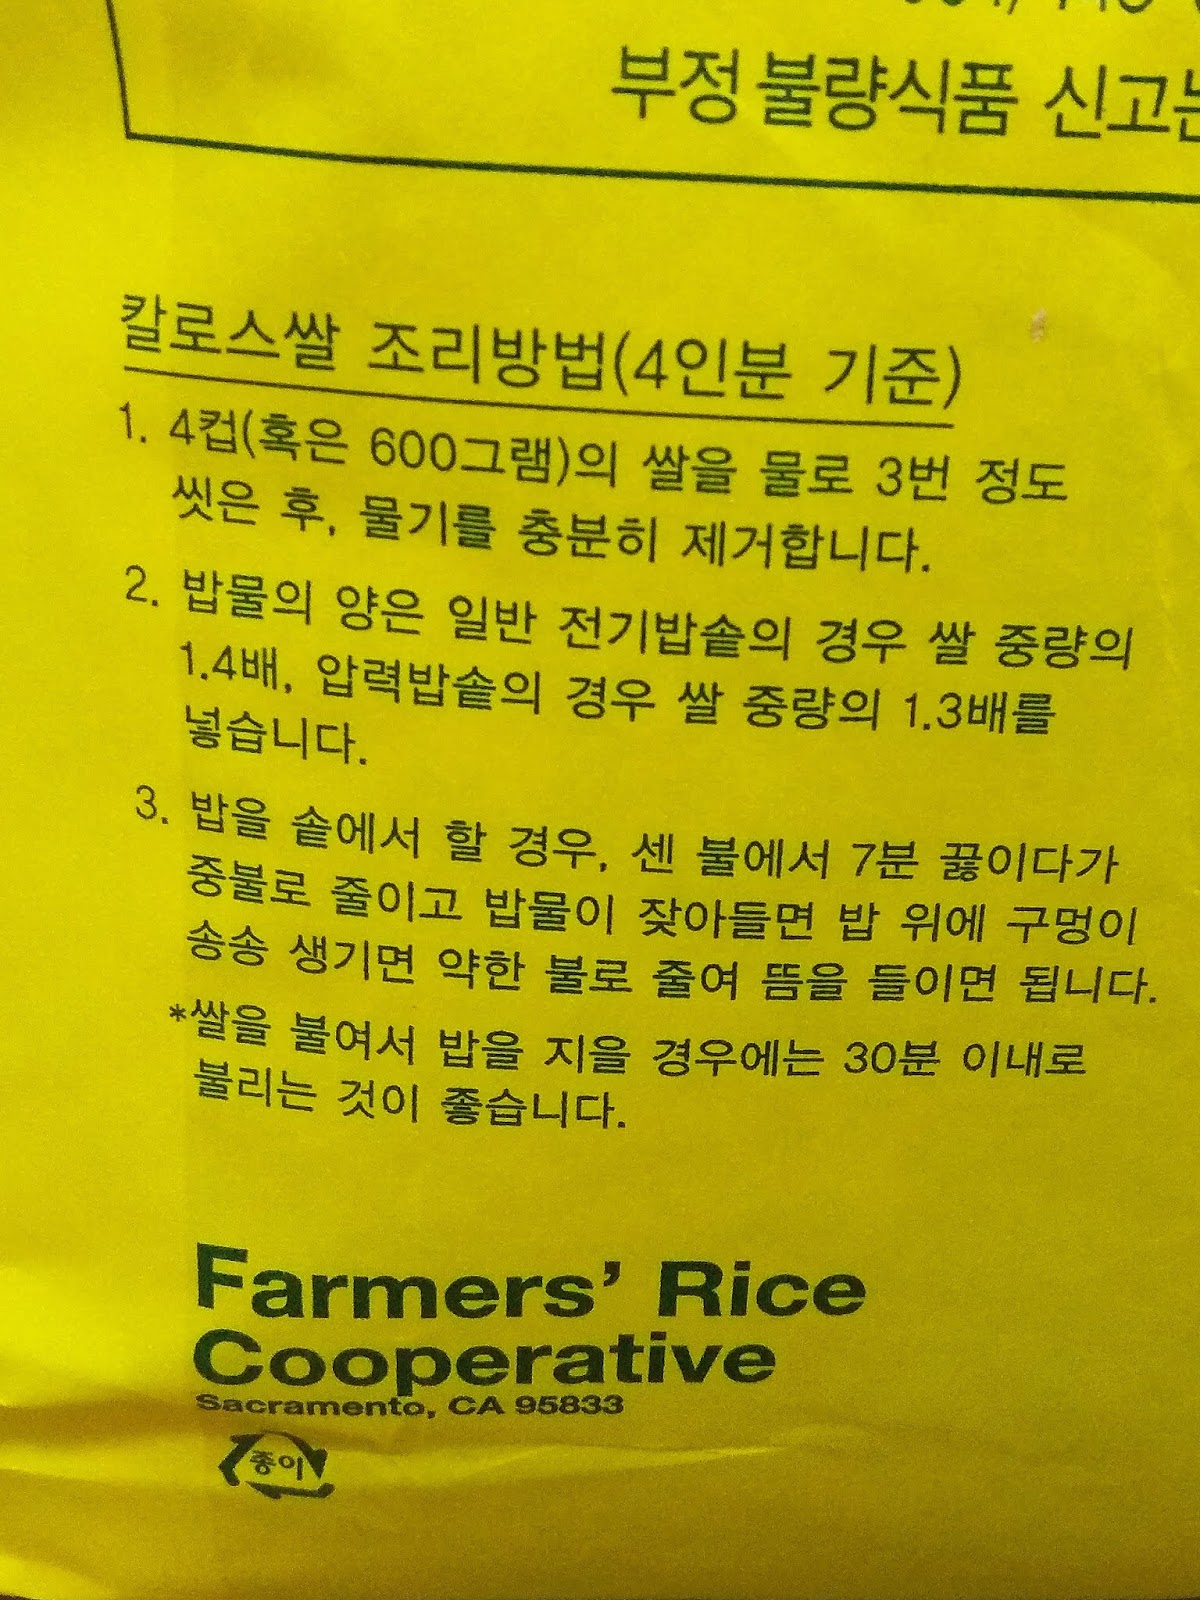 부정 불량식품 신고는
칼로스쌀 조리방법(4인분 기준)
1. 4컵(혹은 600그램)의 쌀을 물로 3번 정도
씻은 후, 물기를 충분히 제거합니다.
2. 밥물의 양은 일반 전기밥솥의 경우 쌀 중량의
1.4배, 압력밥솥의 경우 쌀 중량의 1.3배를
넣습니다.
3. 밥을 솥에서 할 경우, 센 불에서 7분 끓이다가
중불로 줄이고 밥물이 잦아들면 밥 위에 구멍이
송송 생기면 약한 불로 줄여 뜸을 들이면 됩니다.
*쌀을 불여서 밥을 지을 경우에는 30분 이내로
불리는 것이 좋습니다.
Farmers’ Rice
Cooperative
Sacramento, CA 95833
종이